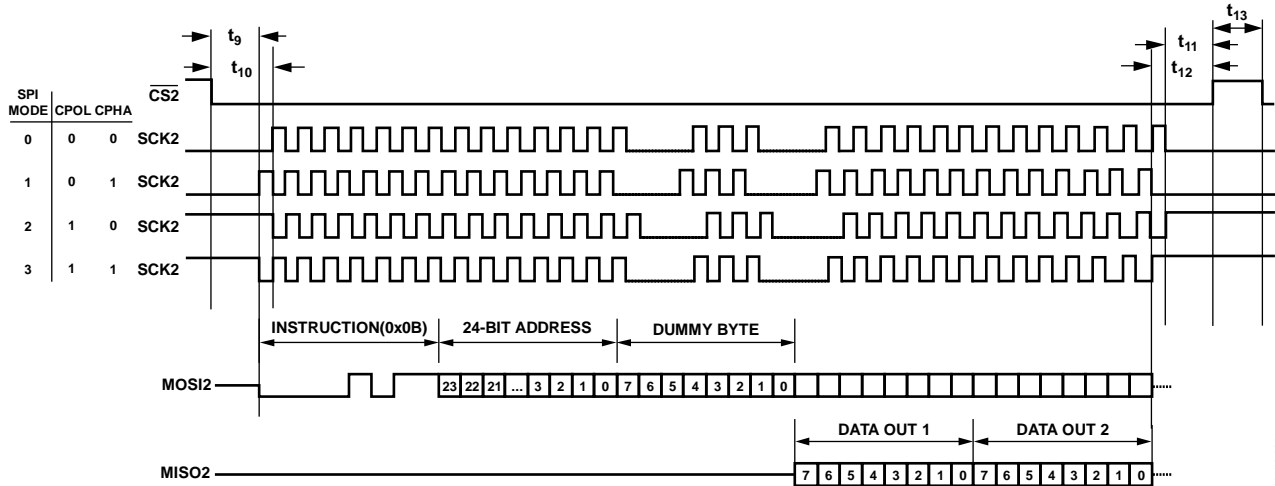 t9
t10
t13
t11
t12
CS2
SPI
MODE CPOL CPHA
0 0 0 SCK2
1 0 1 SCK2
2 1 0 SCK2
3 1 1 SCK2
INSTRUCTION(0x0B) 24-BIT ADDRESS DUMMY BYTE
MOSI2 23 22 21 ... 3 2 1 0 7 6 5 4 3 2 1 0
DATA OUT 1 DATA OUT 2
MISO2 7 6 5 4 3 2 1 0 7 6 5 4 3 2 1 0